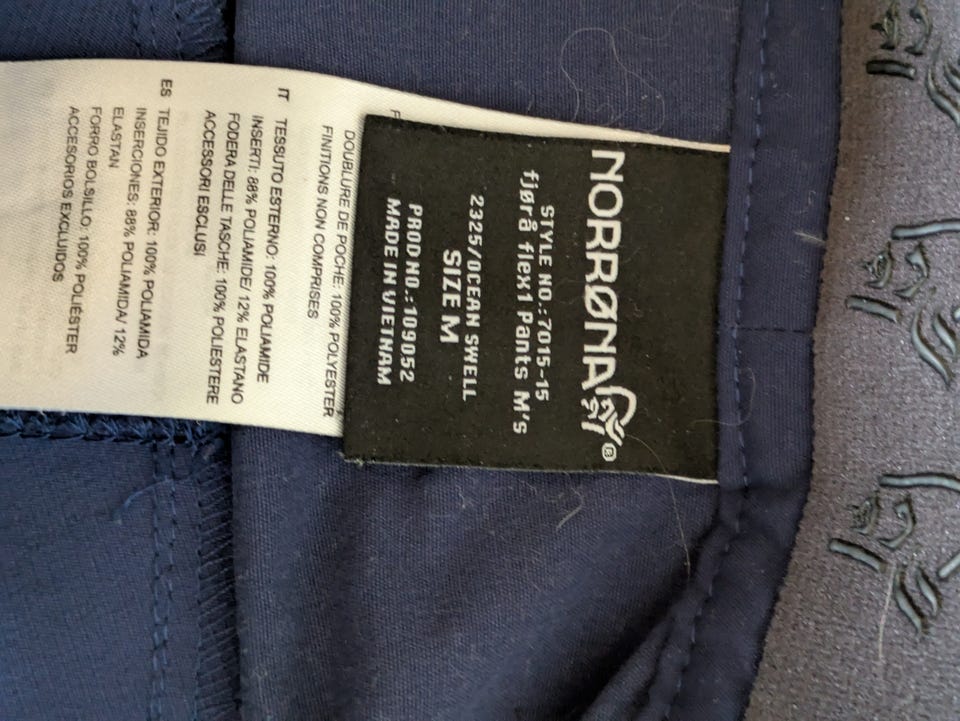 NORRØNA®
STYLE NO.:7015-15
fjørå flex1 Pants M's
2325/OCEAN SWELL
SIZE M
PROD NO.:109052
MADE IN VIETNAM
DOUBLURE DE POCHE: 100% POLYESTER
FINITIONS NON COMPRISES
IT TESSUTO ESTERNO: 100% POLIAMIDE
INSERTI: 88% POLIAMIDE/ 12% ELASTANO
FODERA DELLE TASCHE: 100% POLIESTERE
ACCESSORI ESCLUSI
ES TEJIDO EXTERIOR: 100% POLIAMIDA
INSERCIONES: 88% POLIAMIDA/ 12%
ELASTAN
FORRO BOLSILLO: 100% POLIÉSTER
ACCESORIOS EXCLUIDOS